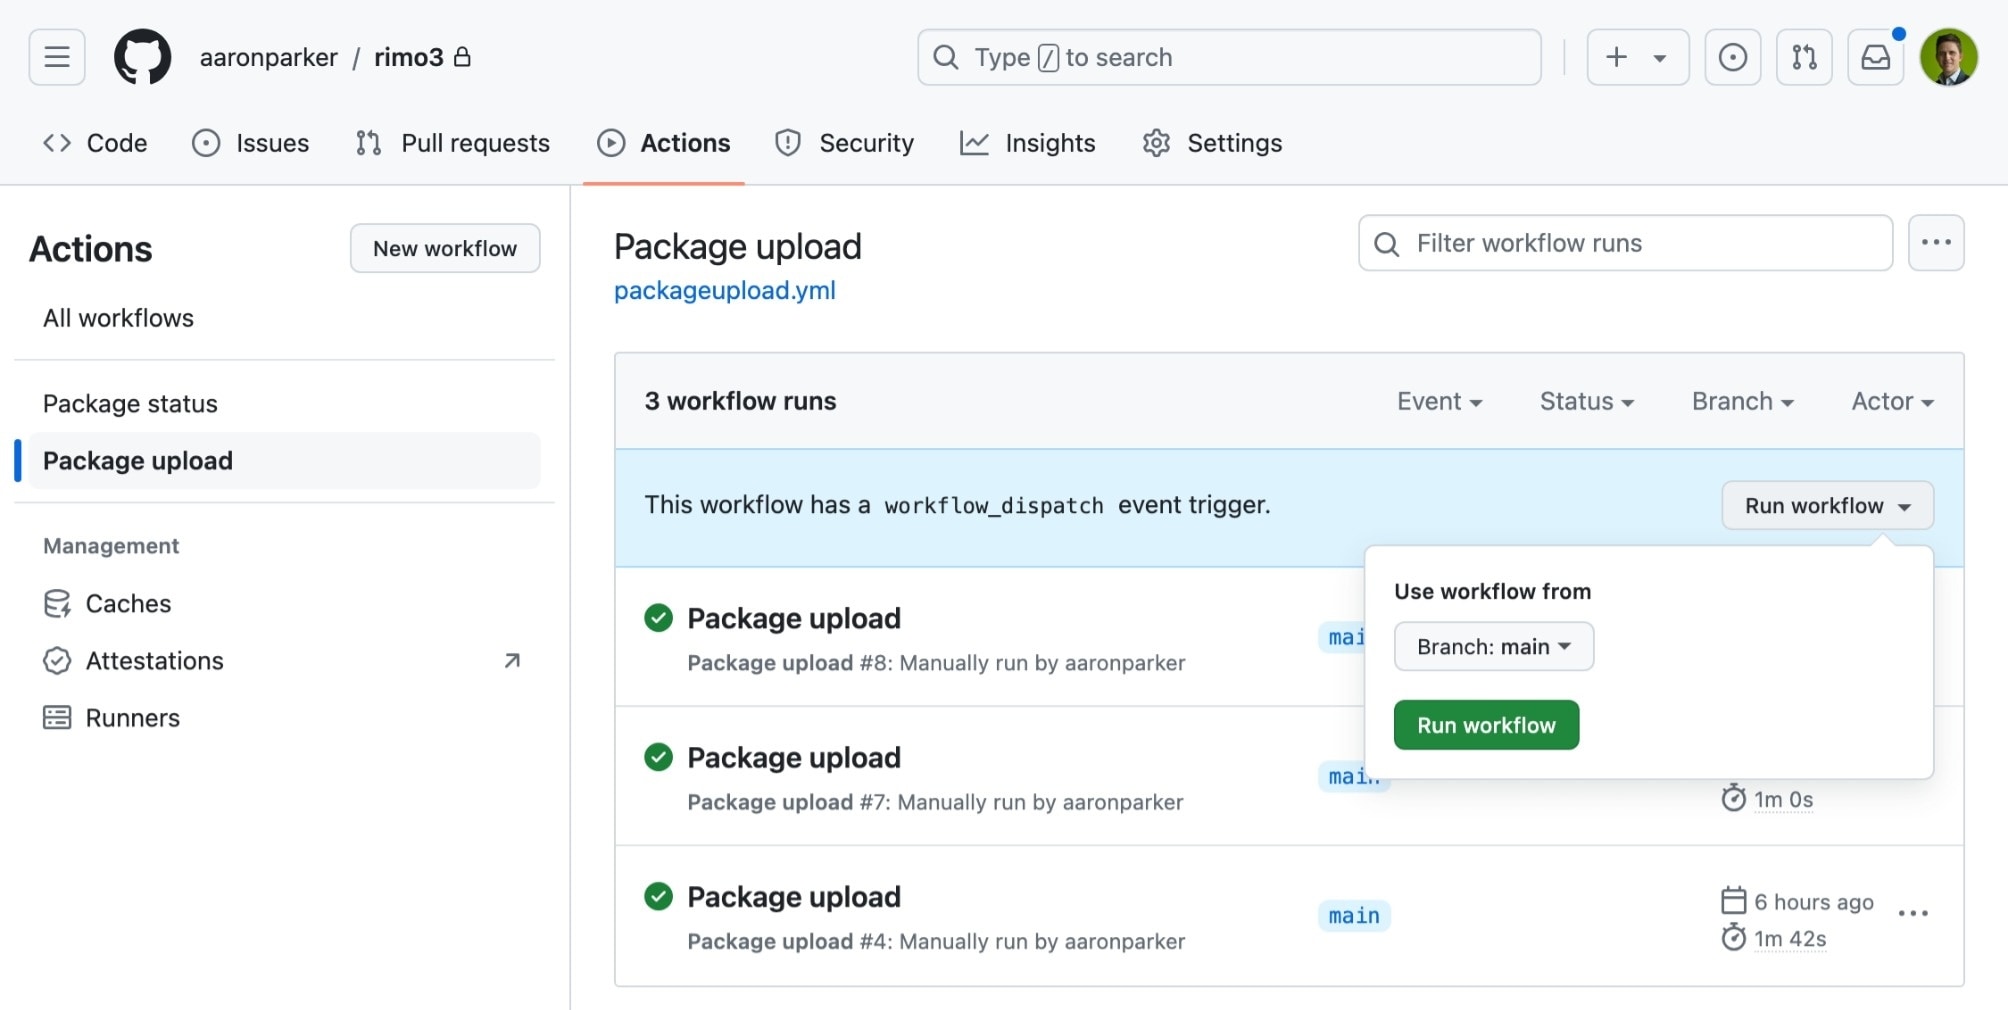 aaronparker / rimo3
Type / to search
Code
Issues
Pull requests
Actions
Security
Insights
Settings
Actions
New workflow
All workflows
Package status
Package upload
Management
Caches
Attestations
Runners
Package upload
packageupload.yml
Filter workflow runs
3 workflow runs
Event
Status
Branch
Actor
This workflow has a workflow_dispatch event trigger.
Run workflow
Use workflow from
Branch: main
Run workflow
Package upload
Package upload #8: Manually run by aaronparker
Package upload
Package upload #7: Manually run by aaronparker
main
1m 0s
Package upload
Package upload #4: Manually run by aaronparker
main
6 hours ago
1m 42s